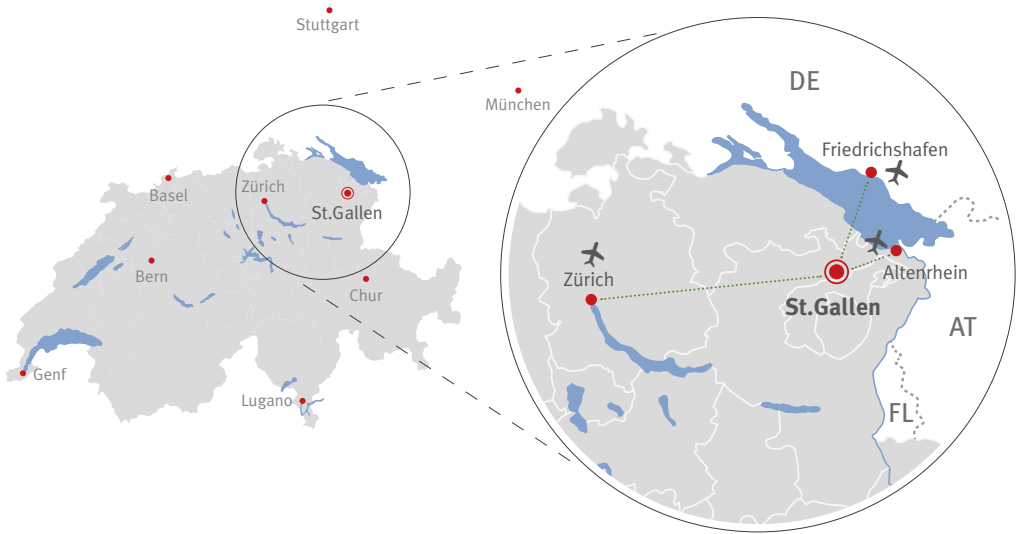 Stuttgart
München
Basel
Zürich
St.Gallen
Bern
Chur
Genf
Lugano
DE
Friedrichshafen
Zürich
Altenrhein
St.Gallen
AT
FL